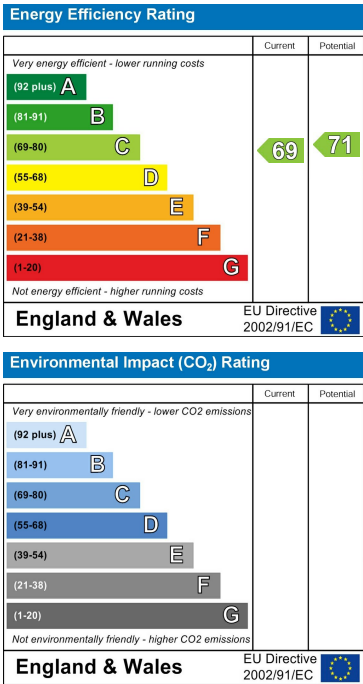 Energy Efficiency Rating
Current Potential
Very energy efficient - lower running costs
(92 plus) A
(81-91) B
(69-80) C
(55-68) D
(39-54) E
(21-38) F
(1-20) G
69 71
Not energy efficient - higher running costs
England & Wales
EU Directive
2002/91/EC
Environmental Impact (CO₂) Rating
Current Potential
Very environmentally friendly - lower CO2 emissions
(92 plus) A
(81-91) B
(69-80) C
(55-68) D
(39-54) E
(21-38) F
(1-20) G
Not environmentally friendly - higher CO2 emissions
England & Wales
EU Directive
2002/91/EC